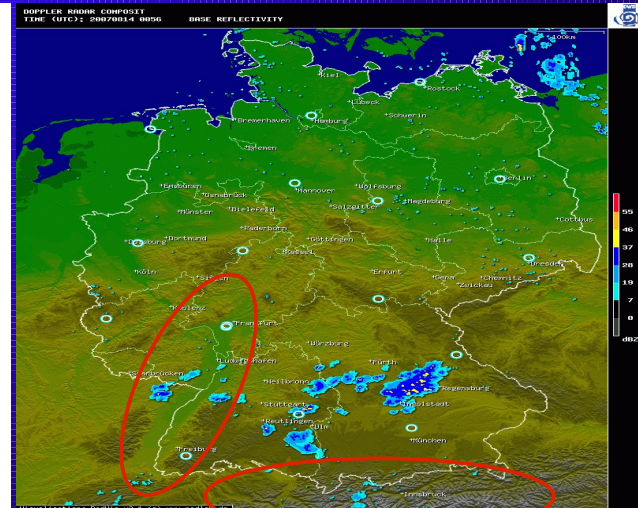 DOPPLER RADAR COMPOSIT
TIME (UTC): 20070814 0056 BASE REFLECTIVITY
100km
Kiel
Rostock
Lübeck
Schwerin
Bremerhaven
Hamburg
Bremen
Berlin
Emsbüren
Osnabrück
Hannover
Wolfsburg
Münster
Bielefeld
Salzgitter
Magdeburg
Cottbus
Paderborn
Duisburg
Dortmund
Göttingen
Halle
Kassel
Dresden
Köln
Siegen
Erfurt
Gera
Chemnitz
Zwickau
Koblenz
Frankfurt
Würzburg
Ludwigshafen
Fürth
Saarbrücken
Heilbronn
Regensburg
Stuttgart
Ingolstadt
Reutlingen
Ulm
München
Freiburg
Innsbruck
55
46
37
28
19
7
0
dBZ